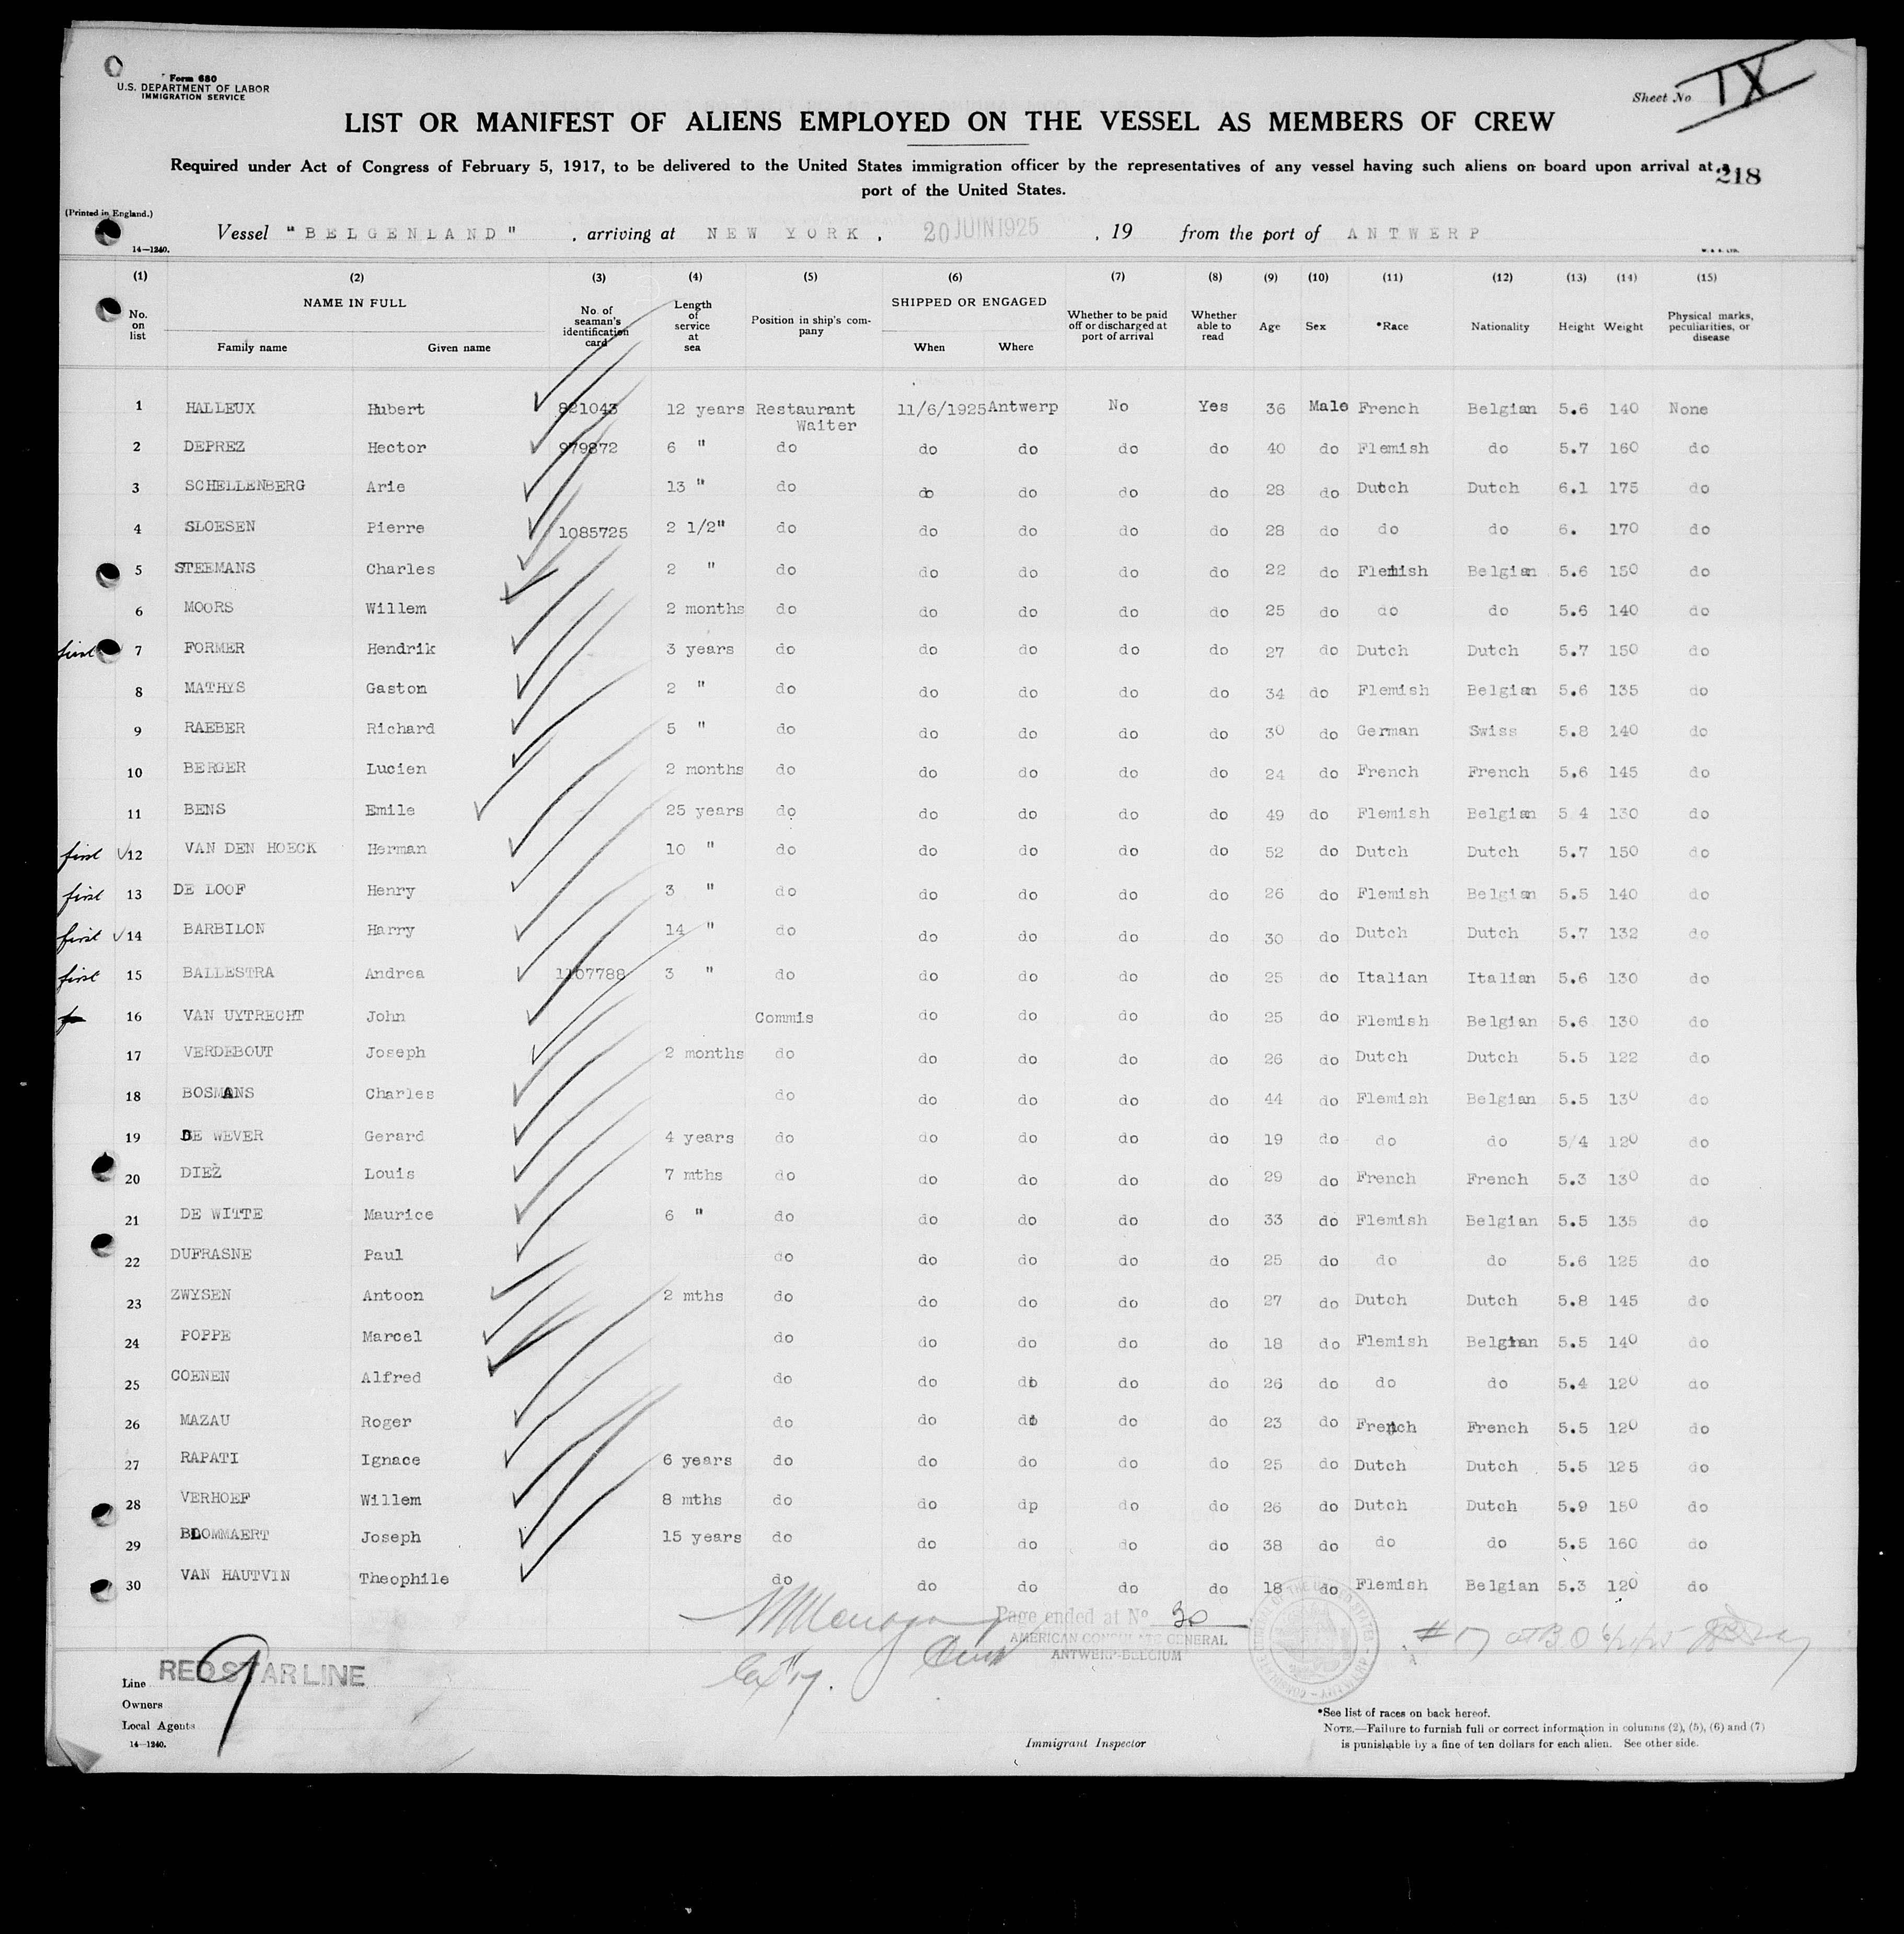 Form 680
U.S. DEPARTMENT OF LABOR
IMMIGRATION SERVICE
Sheet No IX
LIST OR MANIFEST OF ALIENS EMPLOYED ON THE VESSEL AS MEMBERS OF CREW
Required under Act of Congress of February 5, 1917, to be delivered to the United States immigration officer by the representatives of any vessel having such aliens on board upon arrival at a
port of the United States.
218
(Printed in England.)
14-1240.
Vessel "BELGENLAND", arriving at NEW YORK, 20 JUIN 1925, 19 from the port of ANTWERP
(1) (2) (3) (4) (5) (6) (7) (8) (9) (10) (11) (12) (13) (14) (15)
No. on list NAME IN FULL Family name Given name No. of seaman's identification card Length of service at sea Position in ship's company SHIPPED OR ENGAGED When Where Whether to be paid off or discharged at port of arrival Whether able to read Age Sex *Race Nationality Height Weight Physical marks, peculiarities, or disease
1 HALLEUX Hubert 821043 12 years Restaurant Waiter 11/6/1925 Antwerp No Yes 36 Male French Belgian 5.6 140 None
2 DEPREZ Hector 979872 6 " do do do do do 40 do Flemish do 5.7 160 do
3 SCHELLENBERG Arie 13 " do do do do do 28 do Dutch Dutch 6.1 175 do
4 SLOESEN Pierre 1085725 2 1/2" do do do do do 28 do do do 6. 170 do
5 STEEMANS Charles 2 " do do do do do 22 do Flemish Belgian 5.6 150 do
6 MOORS Willem 2 months do do do do do 25 do do do 5.6 140 do
first 7 FORMER Hendrik 3 years do do do do do 27 do Dutch Dutch 5.7 150 do
8 MATHYS Gaston 2 " do do do do do 34 do Flemish Belgian 5.6 135 do
9 RAEBER Richard 5 " do do do do do 30 do German Swiss 5.8 140 do
10 BERGER Lucien 2 months do do do do do 24 do French French 5.6 145 do
11 BENS Emile 25 years do do do do do 49 do Flemish Belgian 5 4 130 do
first 12 VAN DEN HOECK Herman 10 " do do do do do 52 do Dutch Dutch 5.7 150 do
first 13 DE LOOF Henry 3 " do do do do do 26 do Flemish Belgian 5.5 140 do
first 14 BARBILON Harry 14 " do do do do do 30 do Dutch Dutch 5.7 132 do
first 15 BALLESTRA Andrea 1107788 3 " do do do do do 25 do Italian Italian 5.6 130 do
16 VAN UYTRECHT John Commis do do do do 25 do Flemish Belgian 5.6 130 do
17 VERDEBOUT Joseph 2 months do do do do do 26 do Dutch Dutch 5.5 122 do
18 BOSMANS Charles do do do do do 44 do Flemish Belgian 5.5 130 do
19 DE WEVER Gerard 4 years do do do do do 19 do do do 5/4 120 do
20 DIEZ Louis 7 mths do do do do do 29 do French French 5.3 130 do
21 DE WITTE Maurice 6 " do do do do do 33 do Flemish Belgian 5.5 135 do
22 DUFRASNE Paul do do do do do 25 do do do 5.6 125 do
23 ZWYSEN Antoon 2 mths do do do do do 27 do Dutch Dutch 5.8 145 do
24 POPPE Marcel do do do do do 18 do Flemish Belgian 5.5 140 do
25 COENEN Alfred do do do do do 26 do do do 5.4 120 do
26 MAZAU Roger do do do do do 23 do French French 5.5 120 do
27 RAPATI Ignace 6 years do do do do do 25 do Dutch Dutch 5.5 125 do
28 VERHOEF Willem 8 mths do do dp do do 26 do Dutch Dutch 5.9 150 do
29 BLOMMAERT Joseph 15 years do do do do do 38 do do do 5.5 160 do
30 VAN HAUTVIN Theophile do do do do do 18 do Flemish Belgian 5.3 120 do
Page ended at No 30
AMERICAN CONSULATE GENERAL
ANTWERP-BELGIUM
#17
Line RED STAR LINE
9
Owners
Local Agents
14-1240.
Immigrant Inspector
*See list of races on back hereof.
NOTE.—Failure to furnish full or correct information in columns (2), (5), (6) and (7)
is punishable by a fine of ten dollars for each alien. See other side.